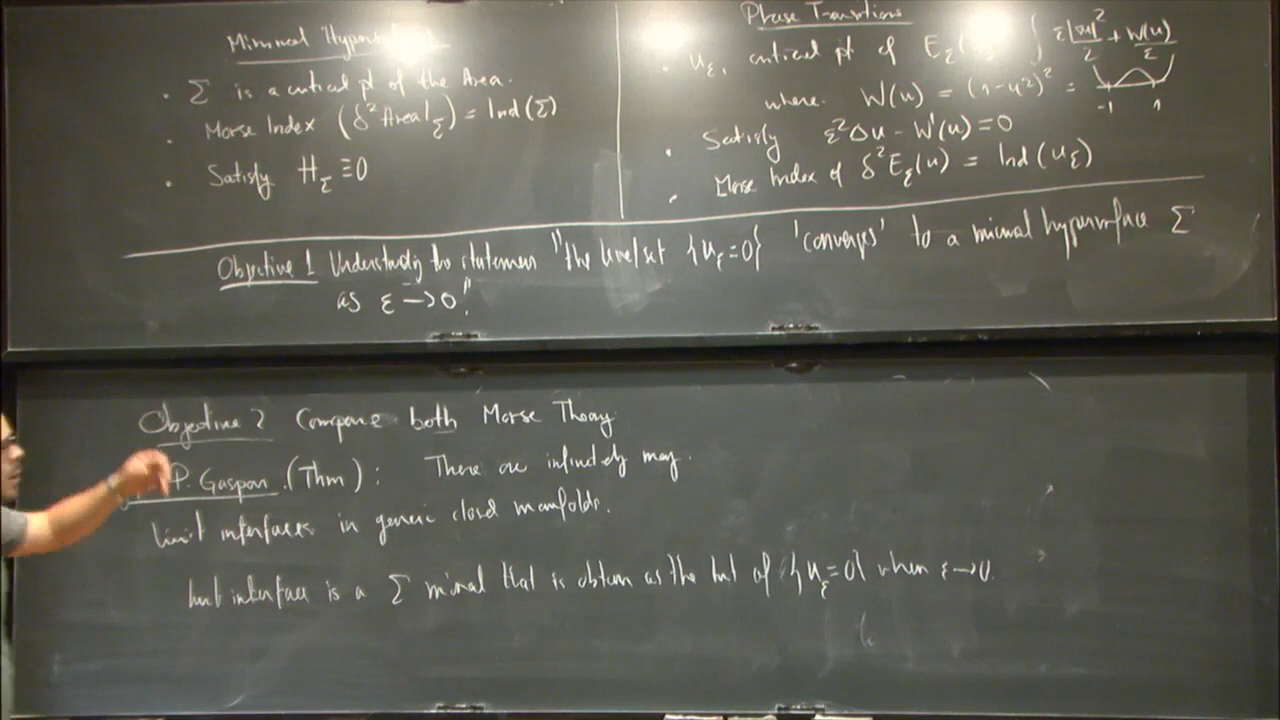 Minimal Hypersu
. Σ is a critical pt of the Area.
. Morse Index (δ²Area|_Σ) = Ind(Σ)
. Satisfy H_Σ ≡ 0
Phase Transitions
. u_ε, critical pt of E_ε( ∫ ε|∇u|²/2 + W(u)/ε
where. W(u) = (1-u²)² =
-1 1
. Satisfy ε²Δu - W'(u) = 0
. Morse Index of δ²E_ε(u) = Ind(u_ε)
Objective 1 Understanding the statement "the level set {u_ε=0} 'converges' to a minimal hypersurface Σ
as ε → 0"
Objective 2 Compare both Morse Theory
P. Gaspar (Thm): There are infinitely many
limit interfaces in generic closed manifolds.
limit interface is a Σ minimal that is obtain as the limit of {u_ε=0} when ε→0.